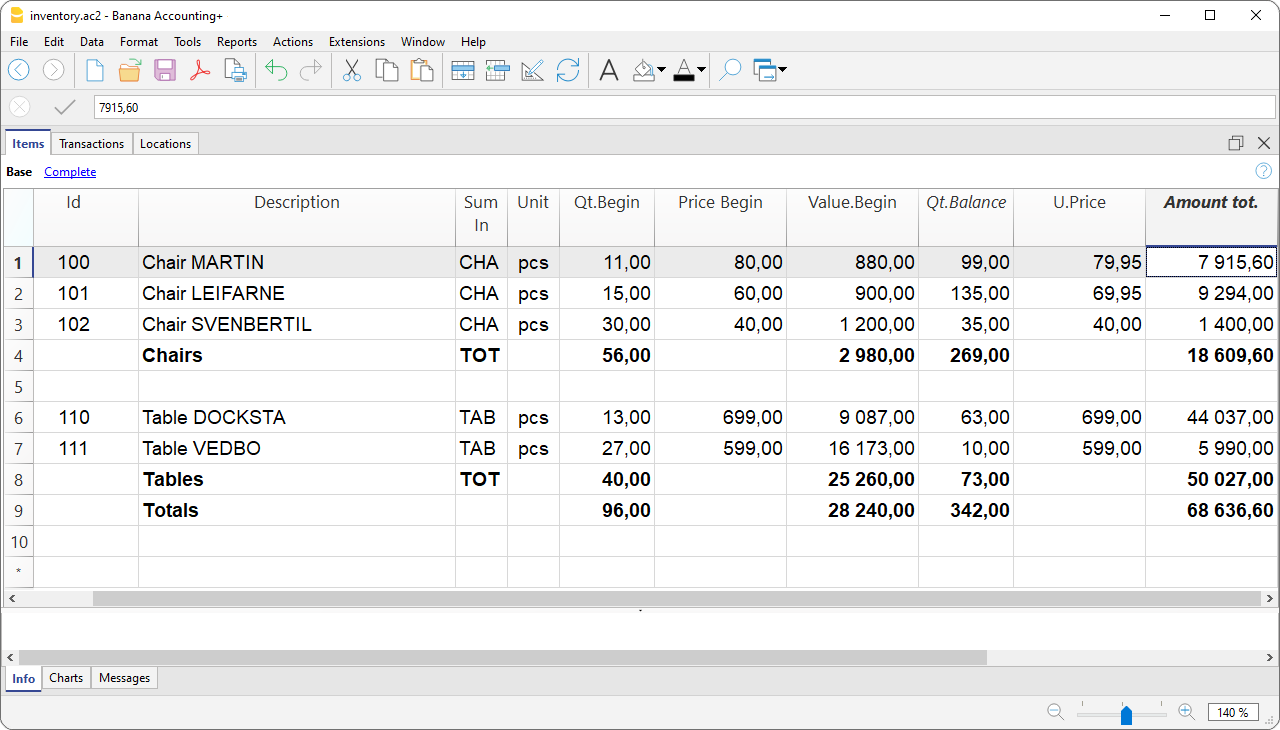 inventory.ac2 - Banana Accounting+
File Edit Data Format Tools Reports Actions Extensions Window Help
7915,60
Items Transactions Locations
Base Complete
Id Description Sum In Unit Qt.Begin Price Begin Value.Begin Qt.Balance U.Price Amount tot.
1 100 Chair MARTIN CHA pcs 11,00 80,00 880,00 99,00 79,95 7 915,60
2 101 Chair LEIFARNE CHA pcs 15,00 60,00 900,00 135,00 69,95 9 294,00
3 102 Chair SVENBERTIL CHA pcs 30,00 40,00 1 200,00 35,00 40,00 1 400,00
4 Chairs TOT 56,00 2 980,00 269,00 18 609,60
5
6 110 Table DOCKSTA TAB pcs 13,00 699,00 9 087,00 63,00 699,00 44 037,00
7 111 Table VEDBO TAB pcs 27,00 599,00 16 173,00 10,00 599,00 5 990,00
8 Tables TOT 40,00 25 260,00 73,00 50 027,00
9 Totals 96,00 28 240,00 342,00 68 636,60
10
*
Info Charts Messages
140 %